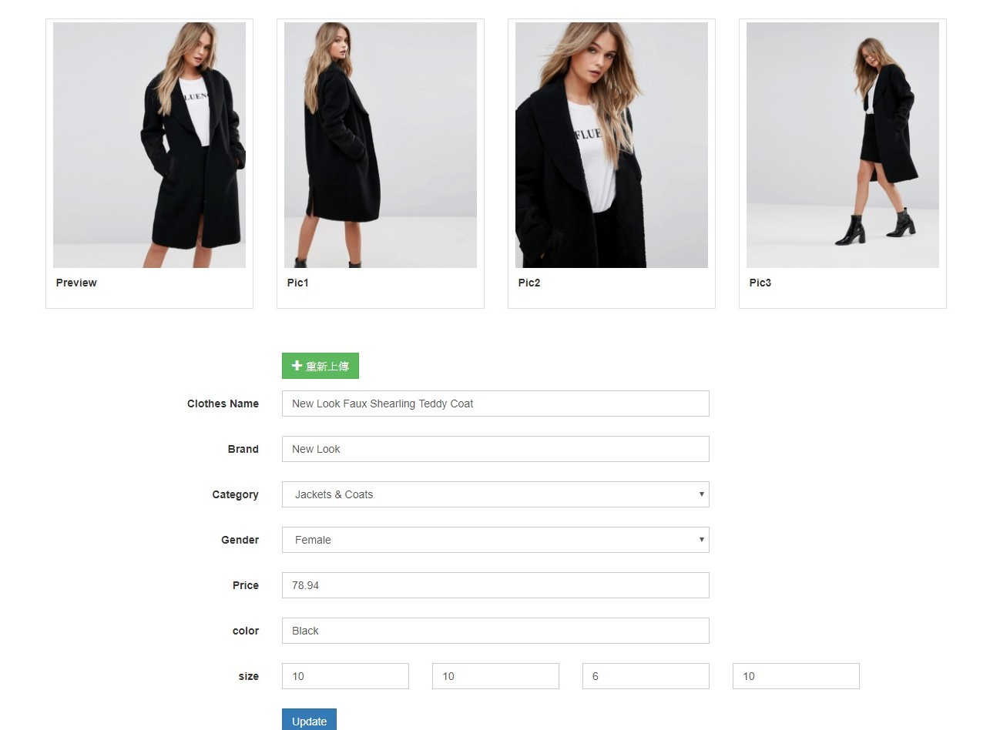 LUEN
FLUE
Preview
Pic1
Pic2
Pic3
重新上傳
Clothes Name
New Look Faux Shearling Teddy Coat
Brand
New Look
Category
Jackets & Coats
Gender
Female
Price
78.94
color
Black
size
10
10
6
10
Update